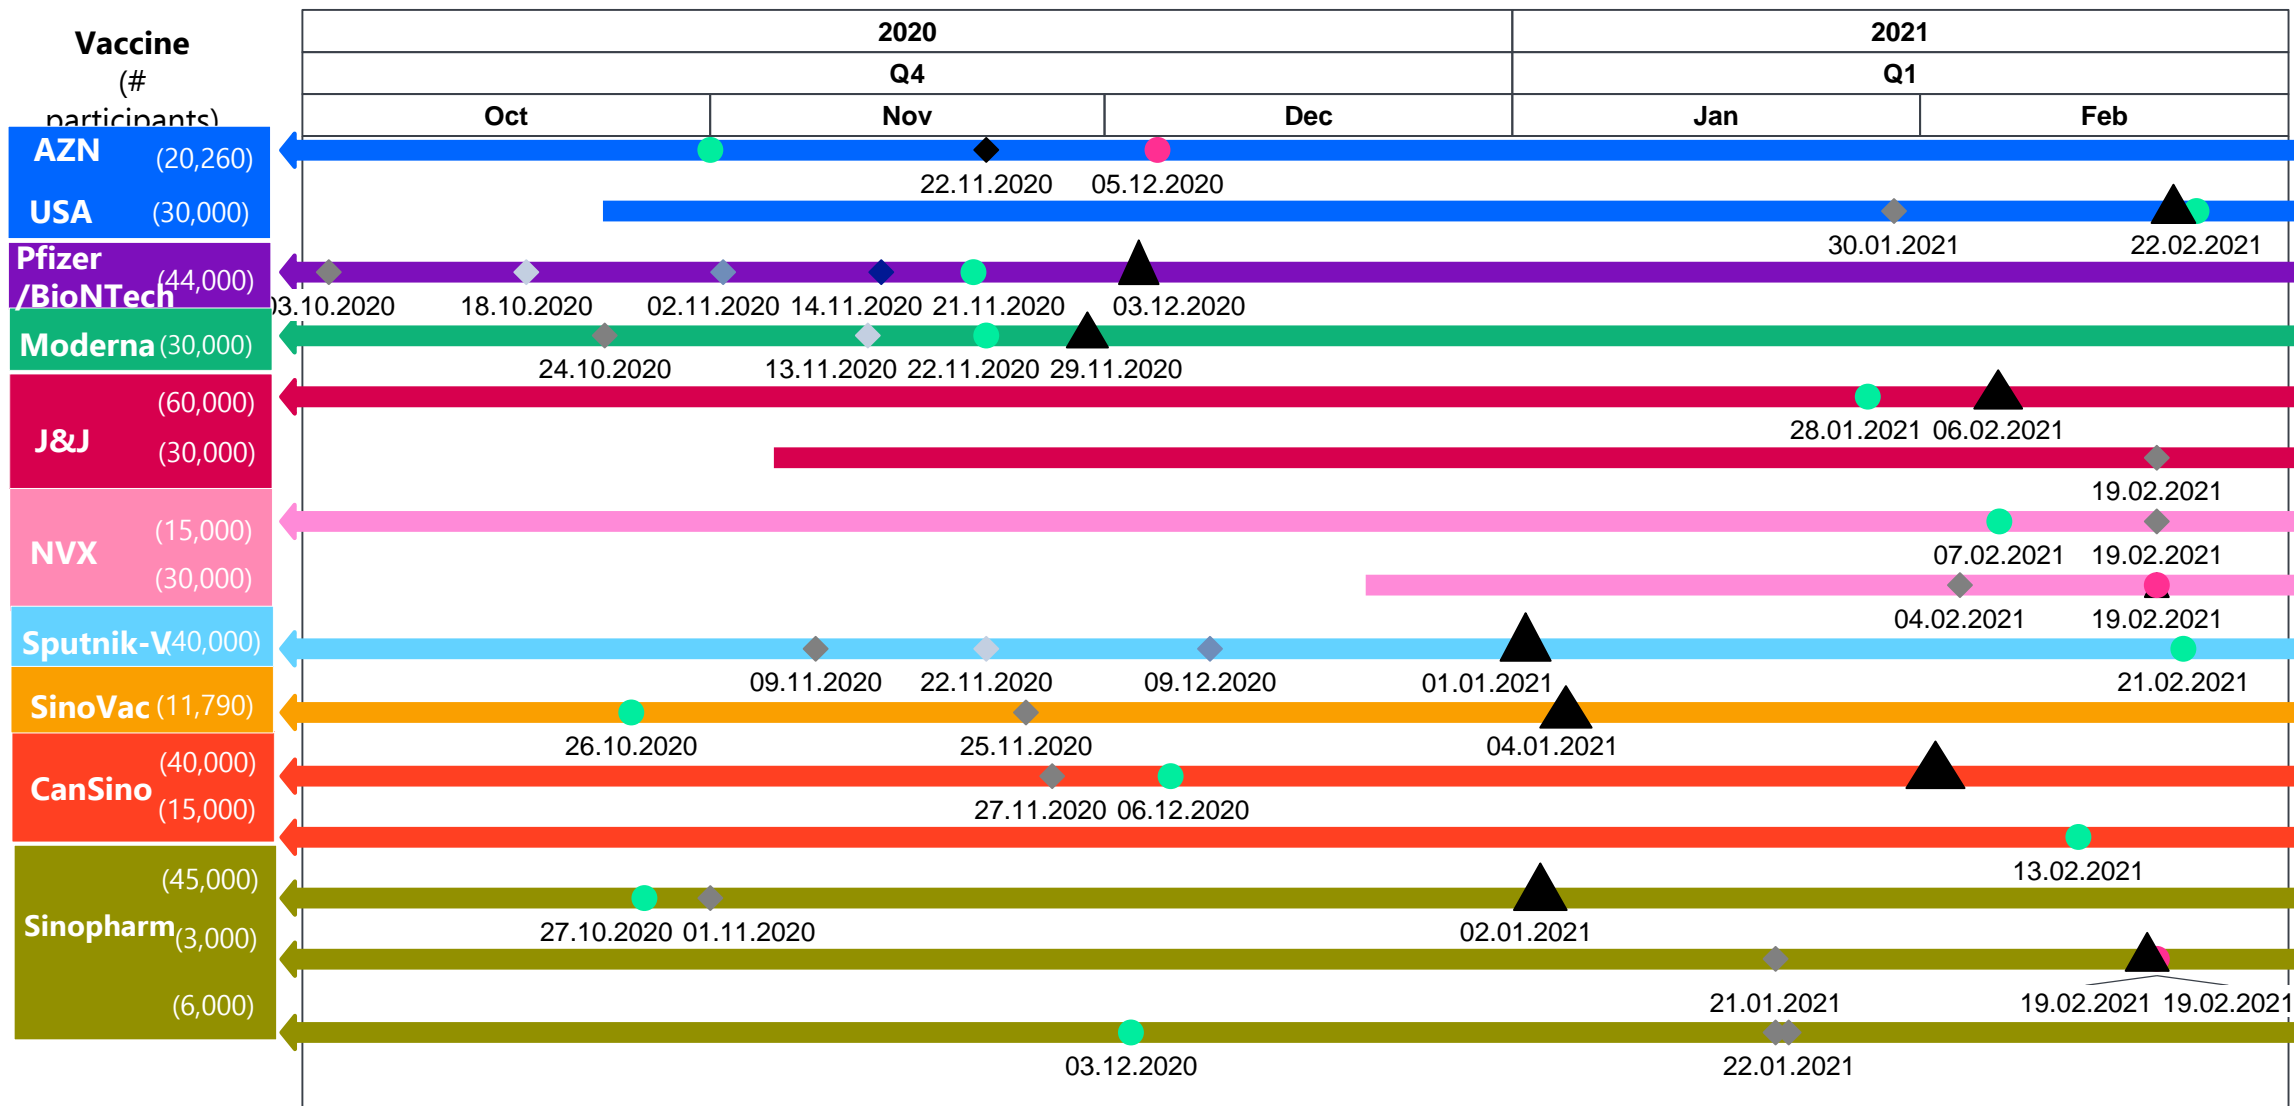 Vaccine
(#
participants)
2020
2021
Q4
Q1
Oct
Nov
Dec
Jan
Feb
AZN (20,260)
22.11.2020
05.12.2020
USA (30,000)
30.01.2021
22.02.2021
Pfizer
/BioNTech (44,000)
03.10.2020
18.10.2020
02.11.2020
14.11.2020
21.11.2020
03.12.2020
Moderna (30,000)
24.10.2020
13.11.2020
22.11.2020
29.11.2020
J&J
(60,000)
28.01.2021
06.02.2021
(30,000)
19.02.2021
NVX
(15,000)
07.02.2021
19.02.2021
(30,000)
04.02.2021
19.02.2021
Sputnik-V (40,000)
09.11.2020
22.11.2020
09.12.2020
01.01.2021
21.02.2021
SinoVac (11,790)
26.10.2020
25.11.2020
04.01.2021
CanSino
(40,000)
27.11.2020
06.12.2020
(15,000)
13.02.2021
Sinopharm
(45,000)
27.10.2020
01.11.2020
02.01.2021
(3,000)
21.01.2021
19.02.2021
19.02.2021
(6,000)
03.12.2020
22.01.2021